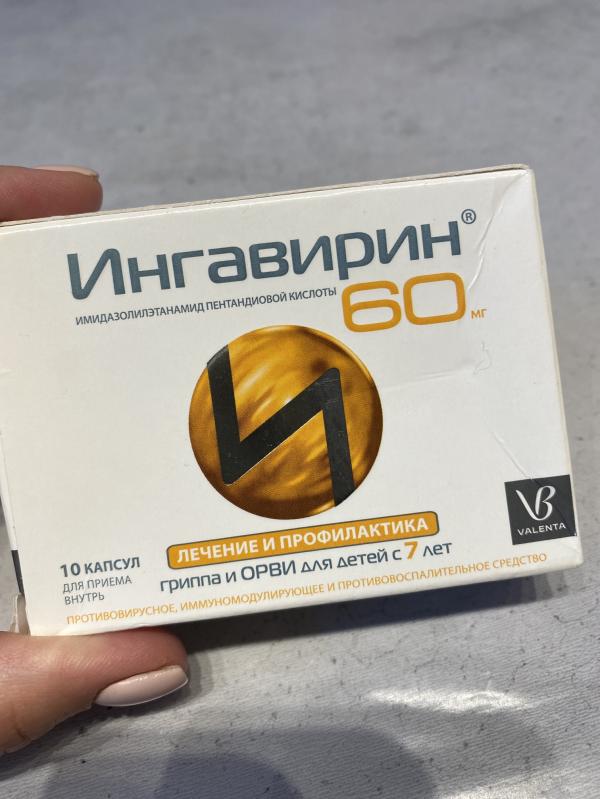 Ингавирин®
ИМИДАЗОЛИЛЭТАНАМИД ПЕНТАНДИОВОЙ КИСЛОТЫ
60 мг
И
VB
VALENTA
ЛЕЧЕНИЕ И ПРОФИЛАКТИКА
гриппа и ОРВИ для детей с 7 лет
10 КАПСУЛ
ДЛЯ ПРИЕМА
ВНУТРЬ
ПРОТИВОВИРУСНОЕ, ИММУНОМОДУЛИРУЮЩЕЕ И ПРОТИВОВОСПАЛИТЕЛЬНОЕ СРЕДСТВО